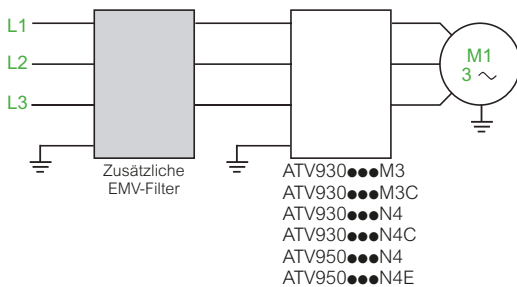 L1
L2
L3
M1
3 ~
Zusätzliche
EMV-Filter
ATV930●●●M3
ATV930●●●M3C
ATV930●●●N4
ATV930●●●N4C
ATV950●●●N4
ATV950●●●N4E